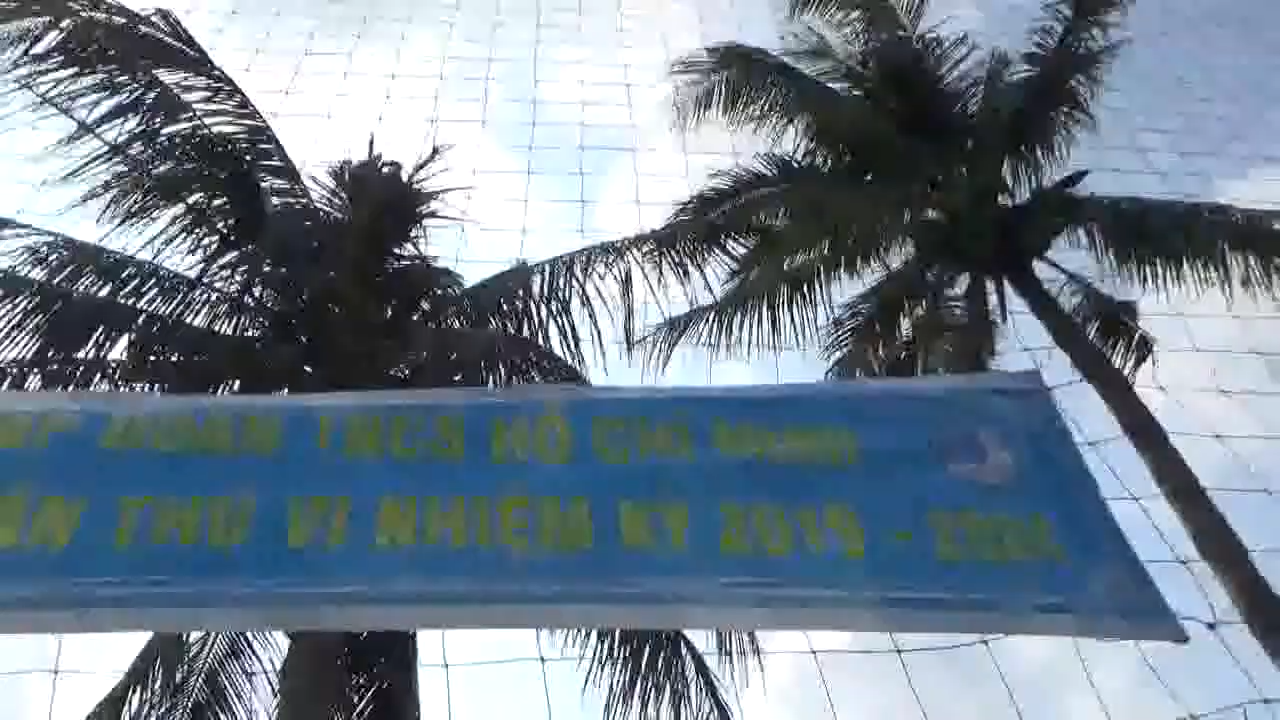 ĐOÀN TNCS HỒ CHÍ MINH
THỨ VI NHIỆM KỲ 2019 -